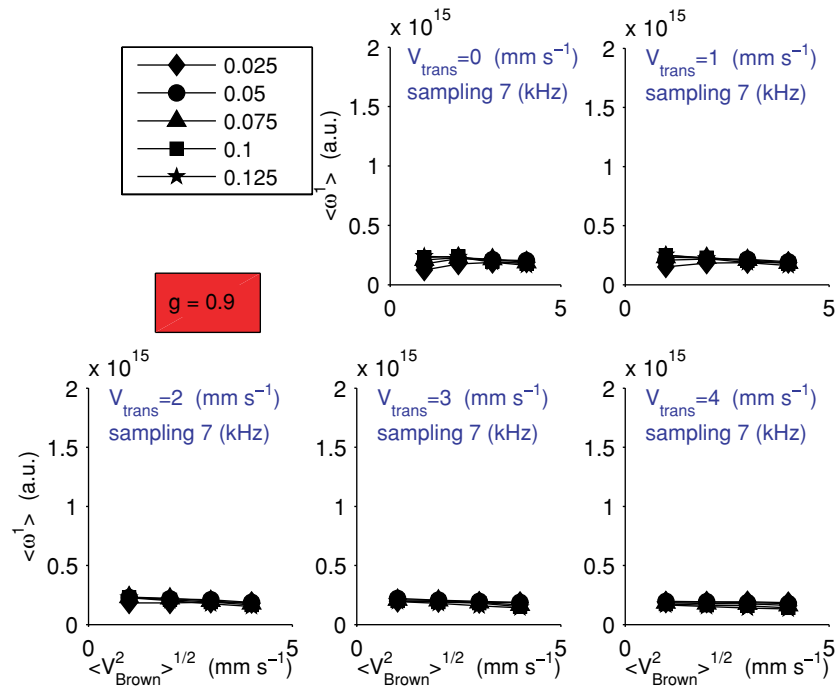 0.025
0.05
0.075
0.1
0.125
g = 0.9
x 10^15
2
1.5
1
0.5
0
<ω^1> (a.u.)
V_trans=0 (mm s^−1)
sampling 7 (kHz)
0 5
x 10^15
2
1.5
1
0.5
0
V_trans=1 (mm s^−1)
sampling 7 (kHz)
0 5
x 10^15
2
1.5
1
0.5
0
<ω^1> (a.u.)
V_trans=2 (mm s^−1)
sampling 7 (kHz)
0 5
<V^2_Brown>^1/2 (mm s^−1)
x 10^15
2
1.5
1
0.5
0
V_trans=3 (mm s^−1)
sampling 7 (kHz)
0 5
<V^2_Brown>^1/2 (mm s^−1)
x 10^15
2
1.5
1
0.5
0
V_trans=4 (mm s^−1)
sampling 7 (kHz)
0 5
<V^2_Brown>^1/2 (mm s^−1)